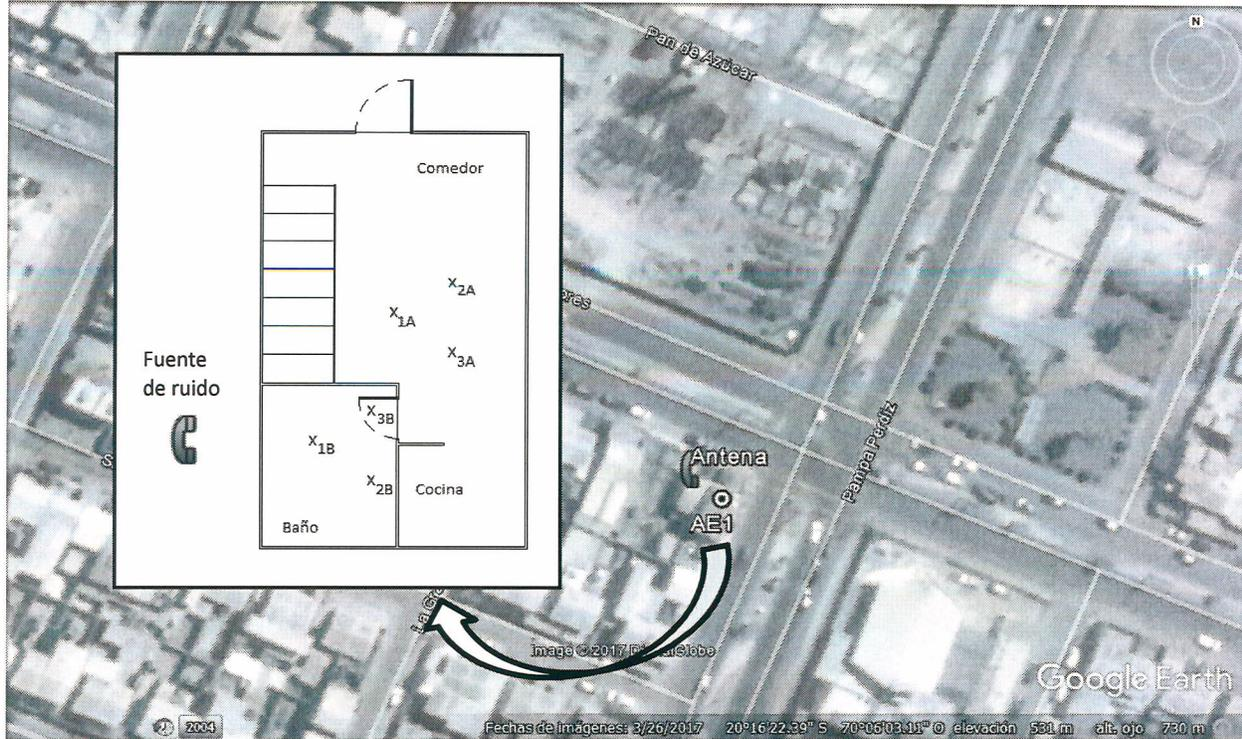 N
Pan de Azúcar
Comedor
X2A
X1A
X3A
Fuente
de ruido
X3B
X1B
X2B
Cocina
Baño
Antena
AE1
Pampa Perdiz
Image © 2017 DigitalGlobe
Google Earth
2004
Fechas de imágenes: 3/26/2017 20°16'22.39" S 70°06'03.11" O elevación 531 m alt. ojo 730 m